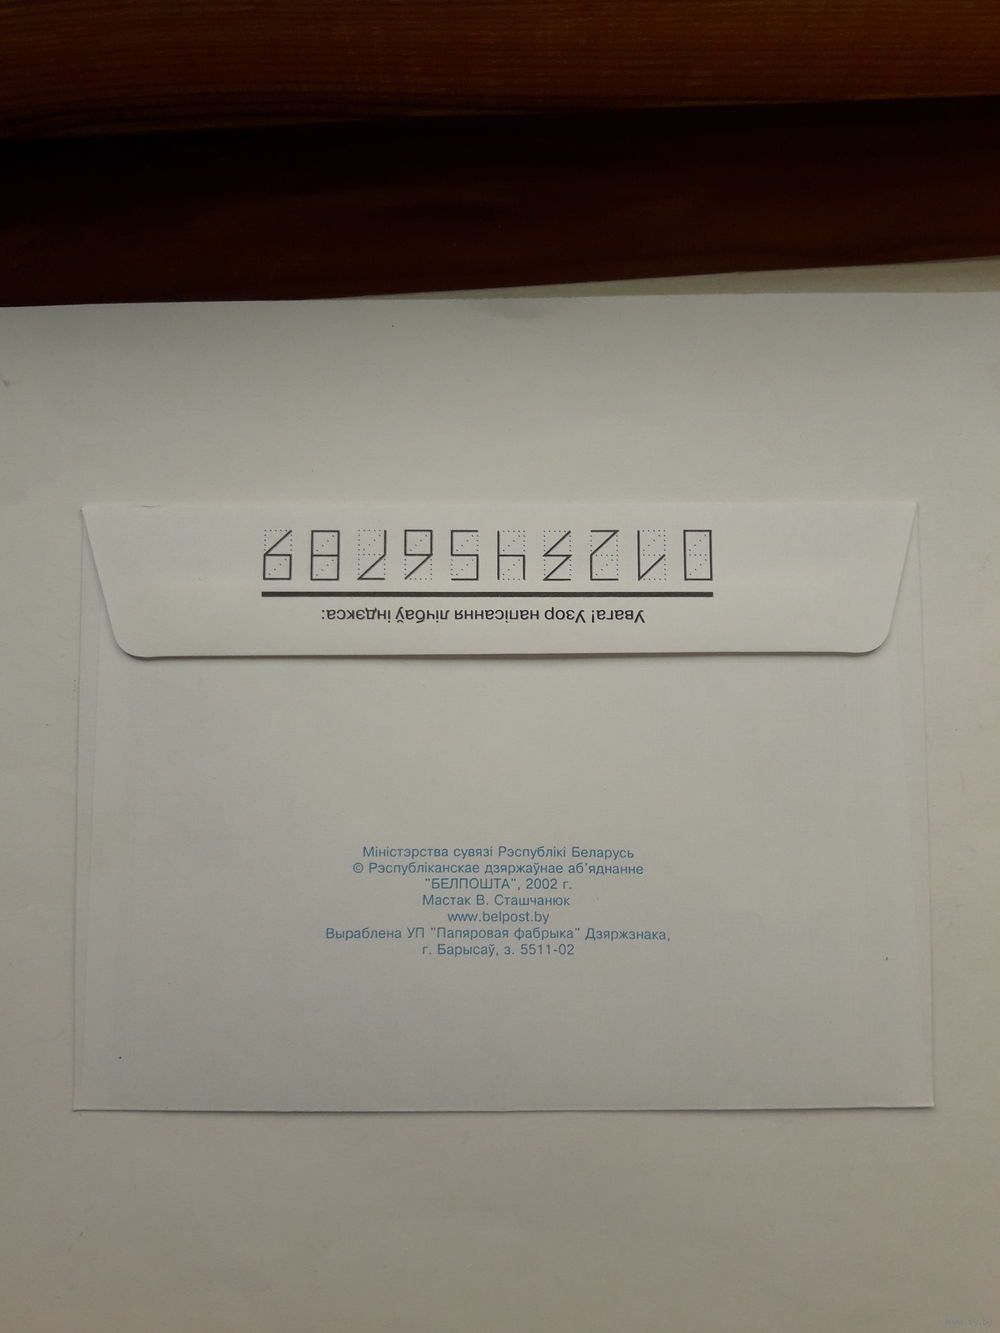 Увага! Узор напісання лічбаў індэкса:
0123456789
Міністэрства сувязі Рэспублікі Беларусь
© Рэспубліканскае дзяржаўнае аб'яднанне
"БЕЛПОШТА", 2002 г.
Мастак В. Сташчанюк
www.belpost.by
Выраблена УП "Папяровая фабрыка" Дзяржзнака,
г. Барысаў, з. 5511-02